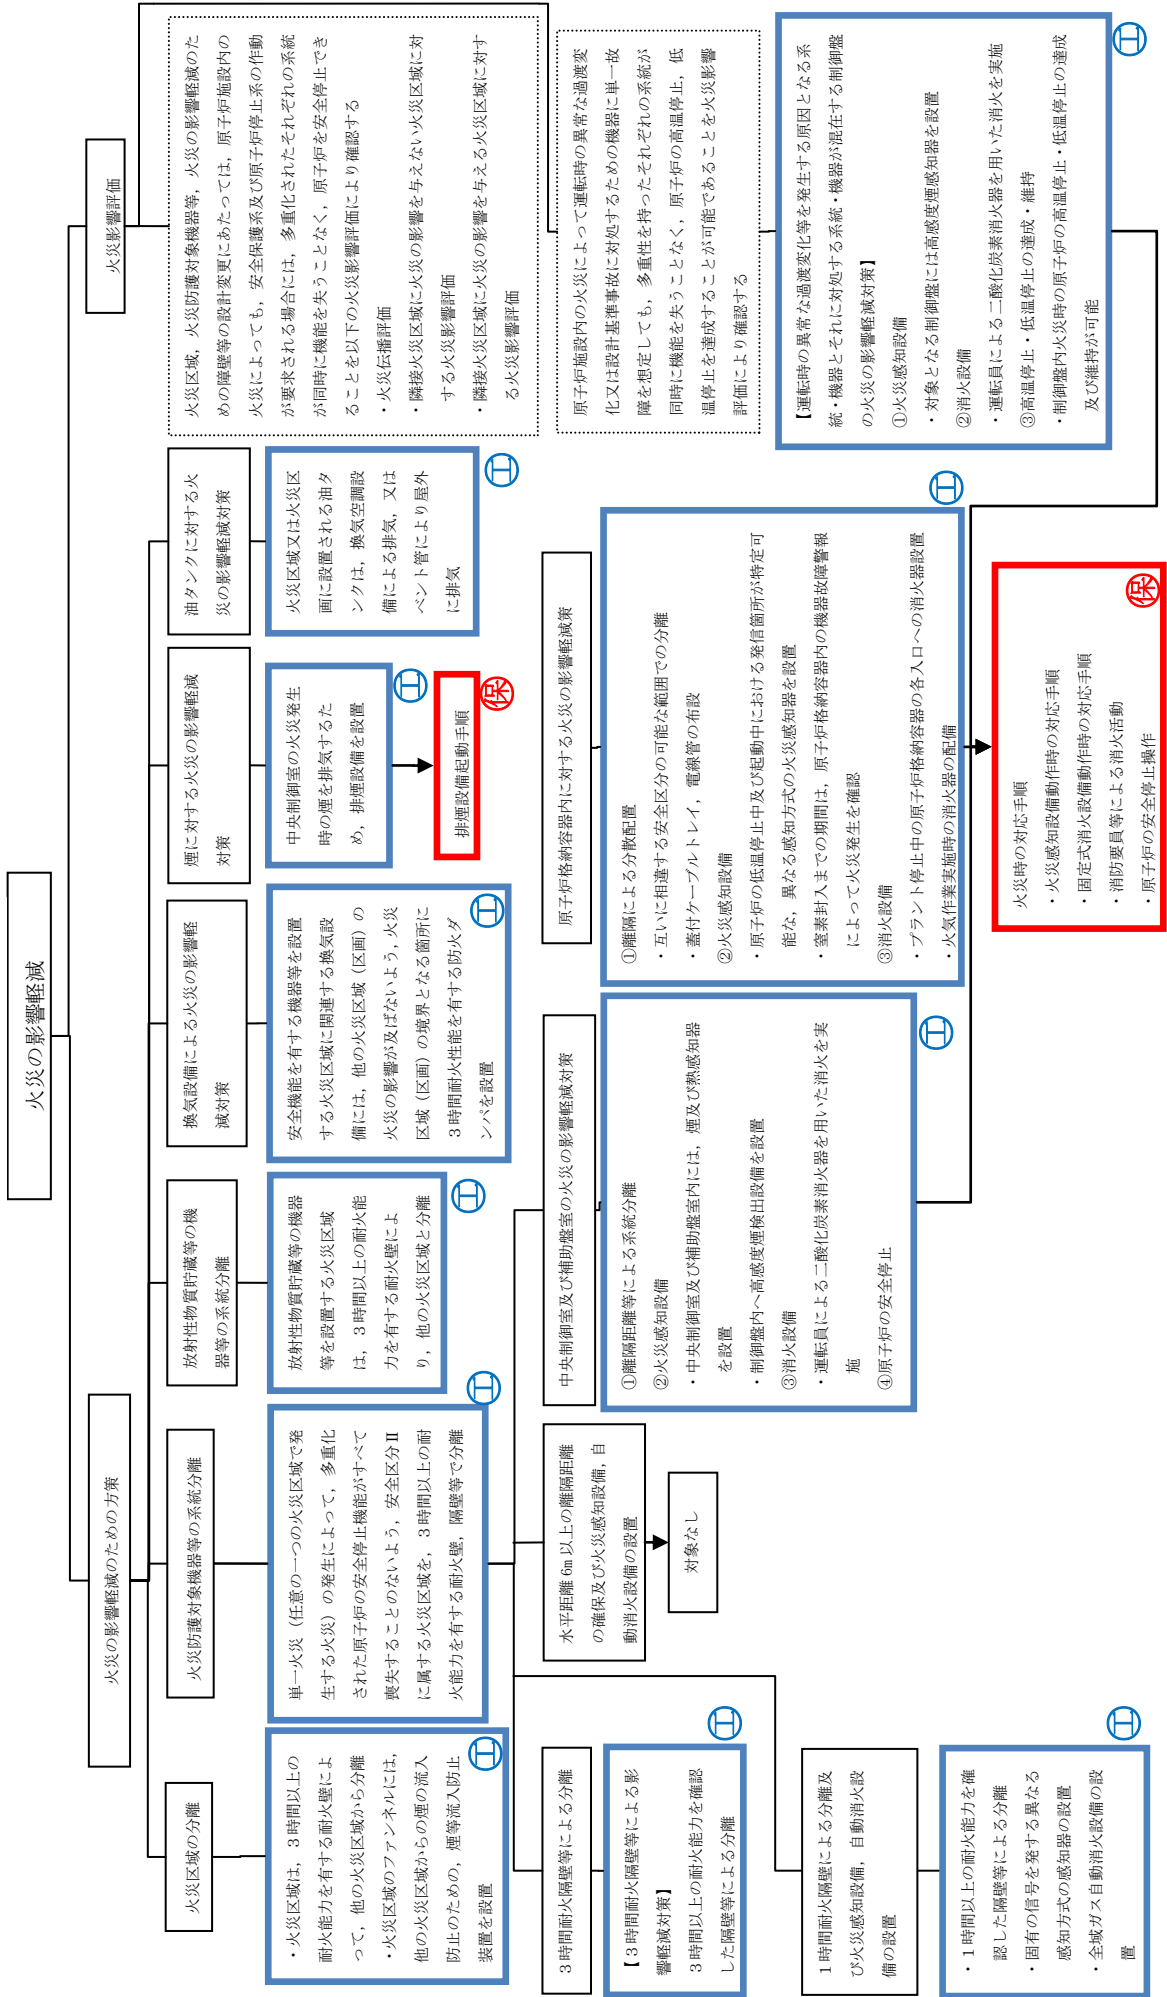 火災の影響軽減
火災の影響軽減のための方策
火災影響評価
火災区域の分離
・火災区域は，３時間以上の
耐火能力を有する耐火壁によ
って，他の火災区域から分離
・火災区域のファンネルには，
他の火災区域からの煙の流入
防止のための，煙等流入防止
装置を設置
工
火災防護対象機器等の系統分離
単一火災（任意の一つの火災区域で発
生する火災）の発生によって，多重化
された原子炉の安全停止機能がすべて
喪失することのないよう，安全区分Ⅱ
に属する火災区域を，３時間以上の耐
火能力を有する耐火壁，隔壁等で分離
工
放射性物質貯蔵等の機
器等の系統分離
放射性物質貯蔵等の機器
等を設置する火災区域
は，３時間以上の耐火能
力を有する耐火壁によ
り，他の火災区域と分離
工
換気設備による火災の影響軽
減対策
安全機能を有する機器等を設置
する火災区域に関連する換気設
備には，他の火災区域（区画）の
火災の影響が及ばないよう，火災
区域（区画）の境界となる箇所に
３時間耐火性能を有する防火ダ
ンパを設置
工
煙に対する火災の影響軽減
対策
中央制御室の火災発生
時の煙を排気するた
め，排煙設備を設置
工
排煙設備起動手順
保
油タンクに対する火
災の影響軽減対策
火災区域又は火災区
画に設置される油タ
ンクは，換気空調設
備による排気，又は
ベント管により屋外
に排気
工
火災区域，火災防護対象機器等，火災の影響軽減のた
めの障壁等の設計変更にあたっては，原子炉施設内の
火災によっても，安全保護系及び原子炉停止系の作動
が要求される場合には，多重化されたそれぞれの系統
が同時に機能を失うことなく，原子炉を安全停止でき
ることを以下の火災影響評価により確認する
・火災伝播評価
・隣接火災区域に火災の影響を与えない火災区域に対
する火災影響評価
・隣接火災区域に火災の影響を与える火災区域に対す
る火災影響評価
３時間耐火隔壁等による分離
【３時間耐火隔壁等による影
響軽減対策】
３時間以上の耐火能力を確認
した隔壁等による分離
工
水平距離 6m 以上の離隔距離
の確保及び火災感知設備，自
動消火設備の設置
対象なし
中央制御室及び補助盤室の火災の影響軽減対策
①離隔距離等による系統分離
②火災感知設備
・中央制御室及び補助盤室内には，煙及び熱感知器
を設置
・制御盤内へ高感度煙検出設備を設置
③消火設備
・運転員による二酸化炭素消火器を用いた消火を実
施
④原子炉の安全停止
工
原子炉格納容器内に対する火災の影響軽減対策
①離隔による分散配置
・互いに相違する安全区分の可能な範囲での分離
・蓋付ケーブルトレイ，電線管の布設
②火災感知設備
・原子炉の低温停止中及び起動中における発信箇所が特定可
能な，異なる感知方式の火災感知器を設置
・窒素封入までの期間は，原子炉格納容器内の機器故障警報
によって火災発生を確認
③消火設備
・プラント停止中の原子炉格納容器の各入口への消火器設置
・火気作業実施時の消火器の配備
工
原子炉施設内の火災によって運転時の異常な過渡変
化又は設計基準事故に対処するための機器に単一故
障を想定しても，多重性を持ったそれぞれの系統が
同時に機能を失うことなく，原子炉の高温停止，低
温停止を達成することが可能であることを火災影響
評価により確認する
【運転時の異常な過渡変化等を発生する原因となる系
統・機器とそれに対処する系統・機器が混在する制御盤
の火災の影響軽減対策】
①火災感知設備
・対象となる制御盤には高感度煙感知器を設置
②消火設備
・運転員による二酸化炭素消火器を用いた消火を実施
③高温停止・低温停止の達成・維持
・制御盤内火災時の原子炉の高温停止・低温停止の達成
及び維持が可能
工
１時間耐火隔壁による分離及
び火災感知設備，自動消火設
備の設置
・１時間以上の耐火能力を確
認した隔壁等による分離
・固有の信号を発する異なる
感知方式の感知器の設置
・全域ガス自動消火設備の設
置
工
火災時の対応手順
・火災感知設備動作時の対応手順
・固定式消火設備動作時の対応手順
・消防要員等による消火活動
・原子炉の安全停止操作
保